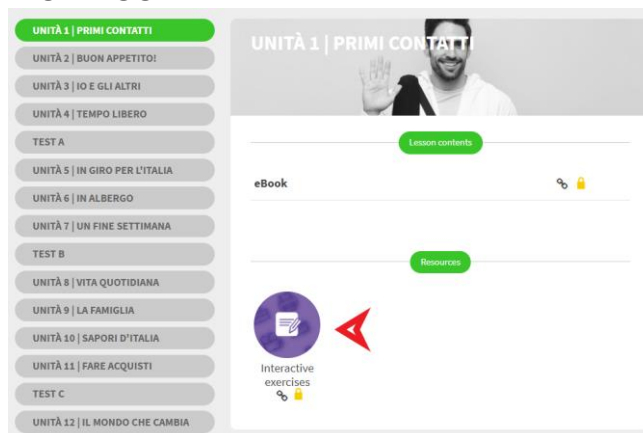 UNITÀ 1 | PRIMI CONTATTI
UNITÀ 2 | BUON APPETITO!
UNITÀ 3 | IO E GLI ALTRI
UNITÀ 4 | TEMPO LIBERO
TEST A
UNITÀ 5 | IN GIRO PER L'ITALIA
UNITÀ 6 | IN ALBERGO
UNITÀ 7 | UN FINE SETTIMANA
TEST B
UNITÀ 8 | VITA QUOTIDIANA
UNITÀ 9 | LA FAMIGLIA
UNITÀ 10 | SAPORI D'ITALIA
UNITÀ 11 | FARE ACQUISTI
TEST C
UNITÀ 12 | IL MONDO CHE CAMBIA
UNITÀ 1 | PRIMI CONTATTI
Lesson contents
eBook
Resources
Interactive
exercises